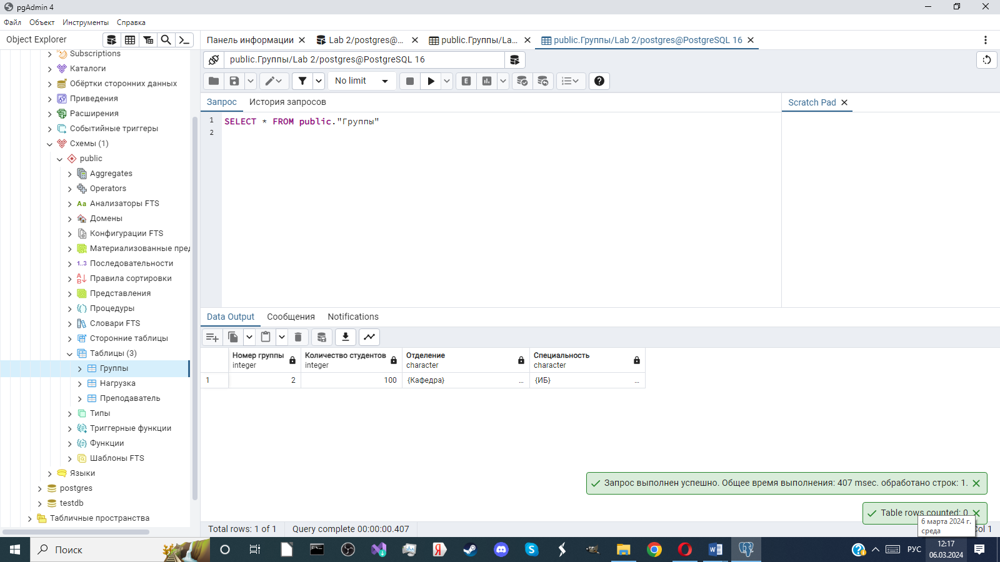 pgAdmin 4
Файл Объект Инструменты Справка
Object Explorer
Панель информации
Lab 2/postgres@...
public.Группы/La...
public.Группы/Lab 2/postgres@PostgreSQL 16
public.Группы/Lab 2/postgres@PostgreSQL 16
No limit
E
Запрос История запросов
Scratch Pad
1 SELECT * FROM public."Группы"
2
Subscriptions
Каталоги
Обёртки сторонних данных
Приведения
Расширения
Событийные триггеры
Схемы (1)
public
Aggregates
Operators
Aa Анализаторы FTS
Домены
Конфигурации FTS
Материализованные пред
1..3 Последовательности
Правила сортировки
Представления
Процедуры
Словари FTS
Сторонние таблицы
Таблицы (3)
Группы
Нагрузка
Преподаватель
Типы
Триггерные функции
Функции
Шаблоны FTS
Языки
postgres
testdb
Табличные пространства
Data Output Сообщения Notifications
Номер группы Количество студентов Отделение Специальность
integer integer character character
1 2 100 {Кафедра} ... {ИБ} ...
Запрос выполнен успешно. Общее время выполнения: 407 msec. обработано строк: 1.
Table rows counted: 0
6 марта 2024 г.
среда
Total rows: 1 of 1 Query complete 00:00:00.407 Col 1
Поиск
РУС
12:17
06.03.2024